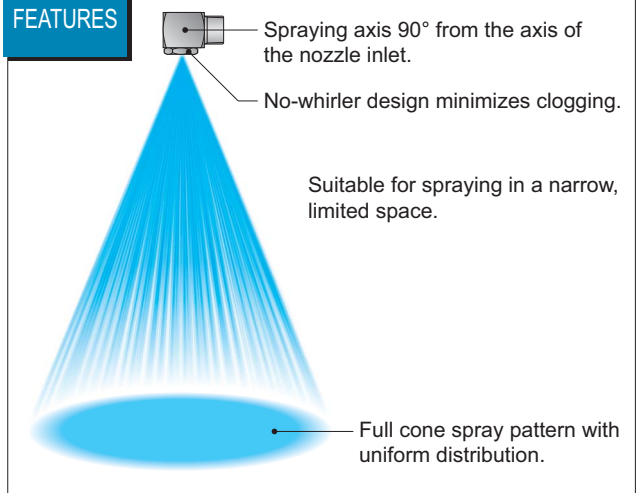 FEATURES
Spraying axis 90° from the axis of
the nozzle inlet.
No-whirler design minimizes clogging.
Suitable for spraying in a narrow,
limited space.
Full cone spray pattern with
uniform distribution.